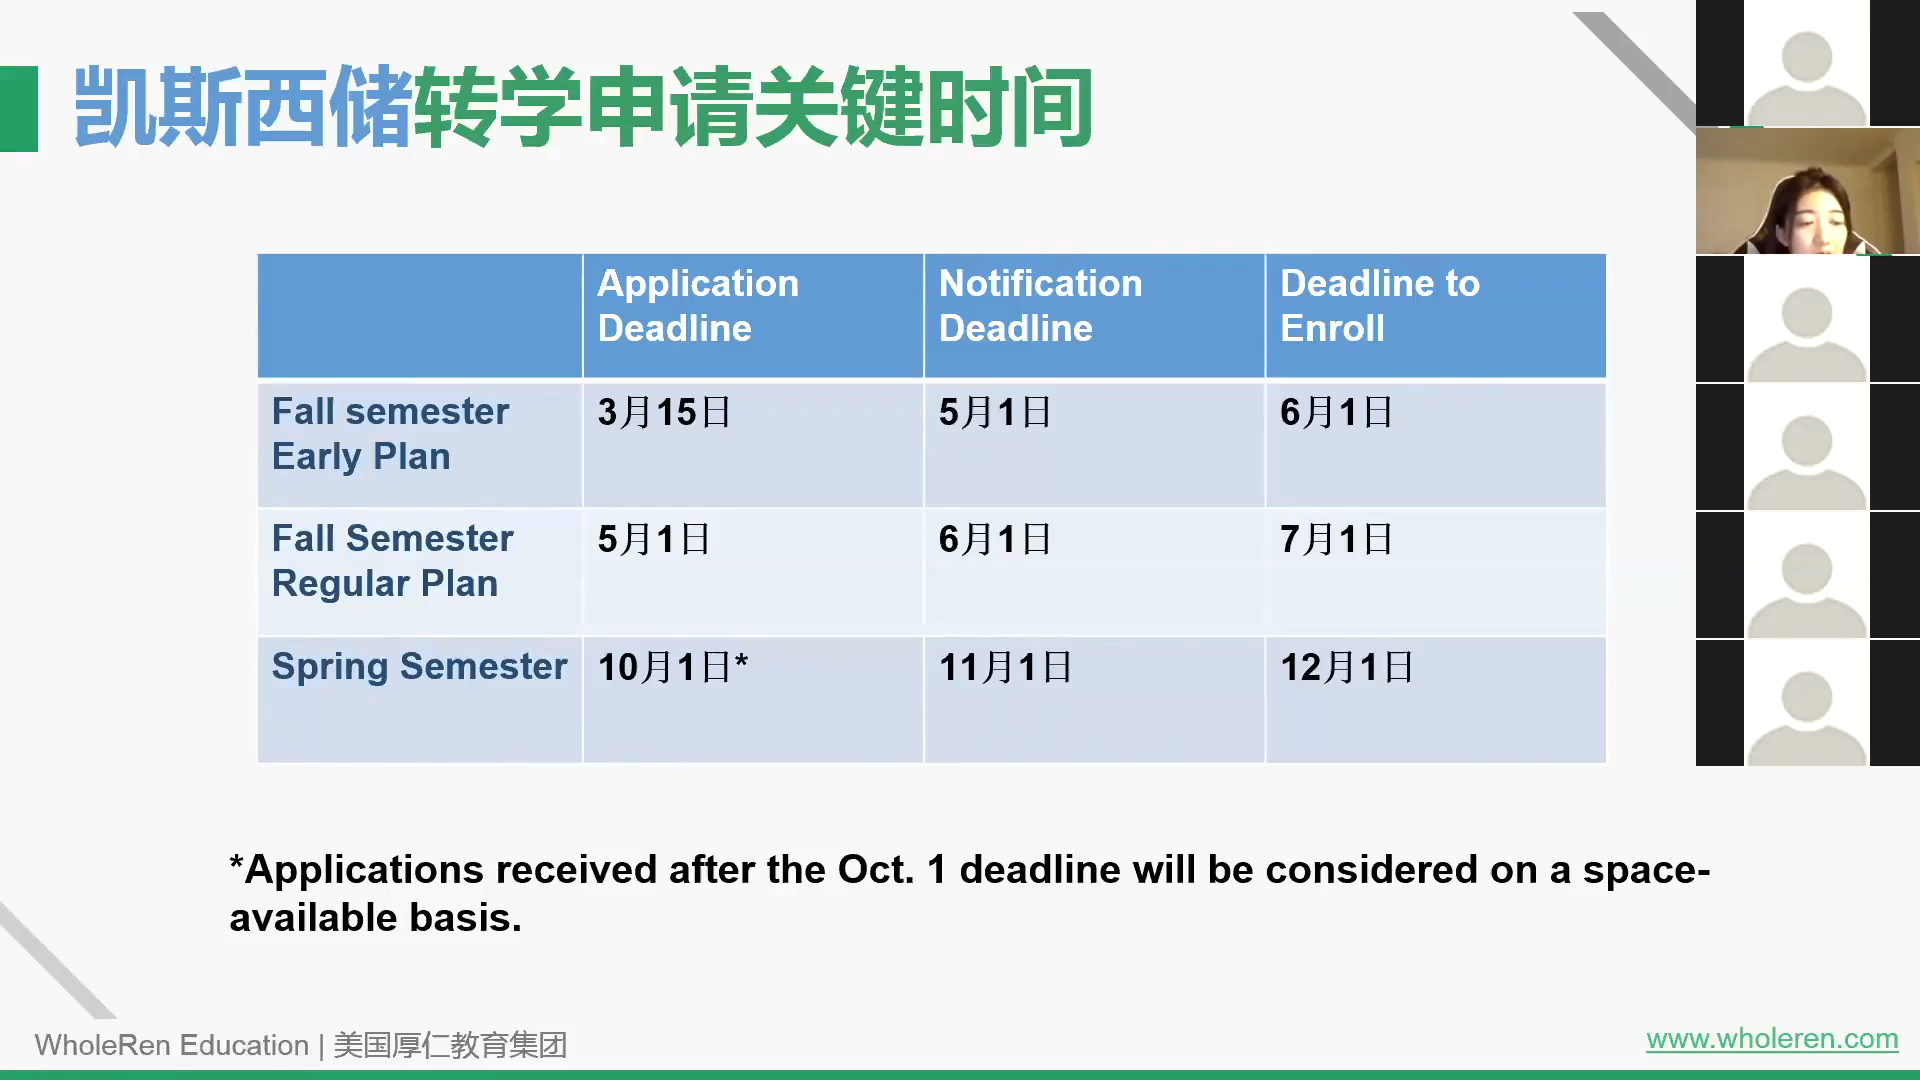 凯斯西储转学申请关键时间
Application Deadline
Notification Deadline
Deadline to Enroll
Fall semester Early Plan
3月15日
5月1日
6月1日
Fall Semester Regular Plan
5月1日
6月1日
7月1日
Spring Semester
10月1日*
11月1日
12月1日
*Applications received after the Oct. 1 deadline will be considered on a space-
available basis.
WholeRen Education | 美国厚仁教育集团
www.wholeren.com